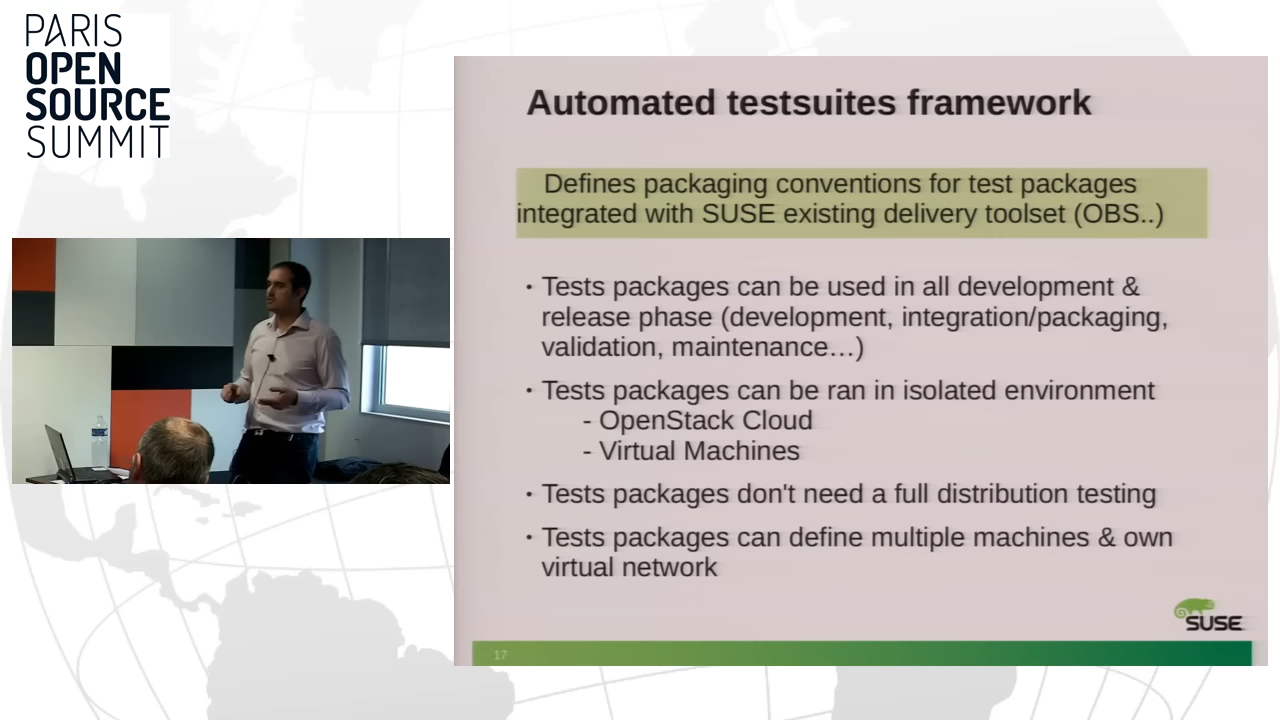 PARIS
OPEN
SOURCE
SUMMIT
Automated testsuites framework
Defines packaging conventions for test packages
integrated with SUSE existing delivery toolset (OBS..)
• Tests packages can be used in all development &
release phase (development, integration/packaging,
validation, maintenance…)
• Tests packages can be ran in isolated environment
- OpenStack Cloud
- Virtual Machines
• Tests packages don't need a full distribution testing
• Tests packages can define multiple machines & own
virtual network
SUSE
17